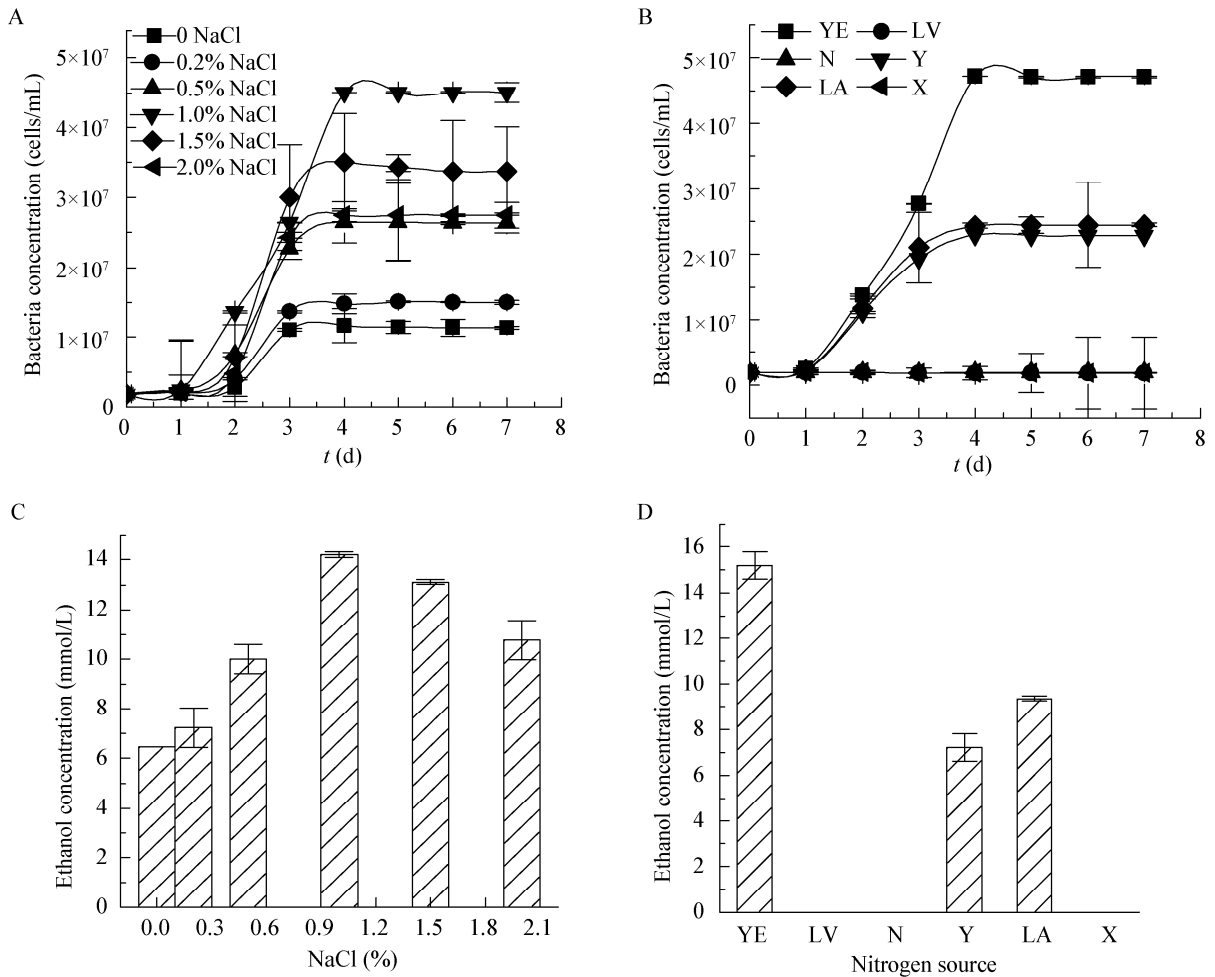 A
0 NaCl
0.2% NaCl
0.5% NaCl
1.0% NaCl
1.5% NaCl
2.0% NaCl
5×10⁷
4×10⁷
3×10⁷
2×10⁷
1×10⁷
0
Bacteria concentration (cells/mL)
0 1 2 3 4 5 6 7 8
t (d)
B
YE LV
N Y
LA X
5×10⁷
4×10⁷
3×10⁷
2×10⁷
1×10⁷
0
Bacteria concentration (cells/mL)
0 1 2 3 4 5 6 7 8
t (d)
C
14
12
10
8
6
4
2
0
Ethanol concentration (mmol/L)
0.0 0.3 0.6 0.9 1.2 1.5 1.8 2.1
NaCl (%)
D
16
14
12
10
8
6
4
2
0
Ethanol concentration (mmol/L)
YE LV N Y LA X
Nitrogen source